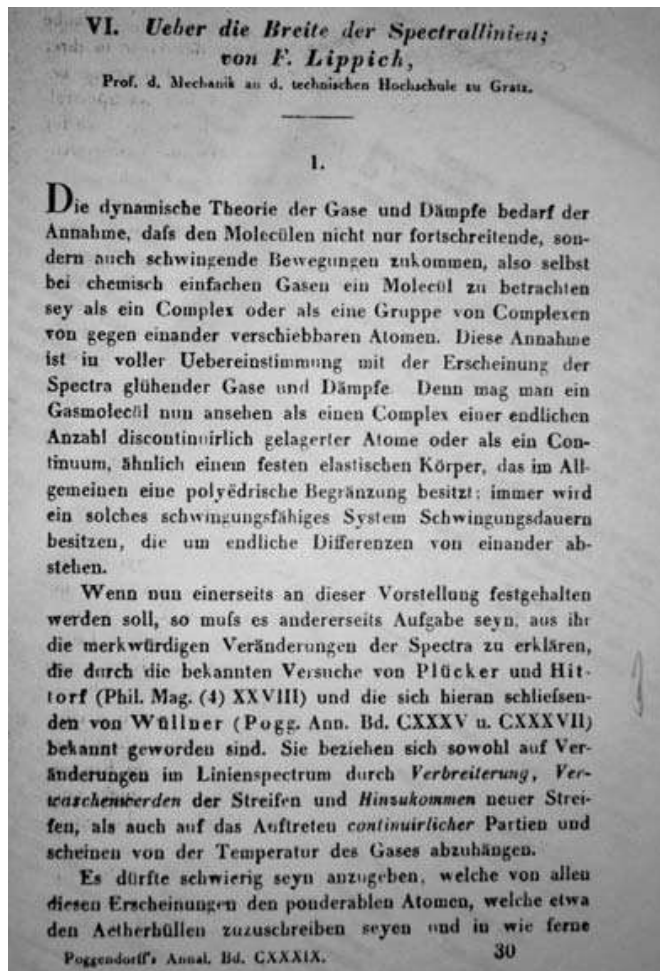 VI. Ueber die Breite der Spectrallinien;
von F. Lippich,
Prof. d. Mechanik an d. technischen Hochschule zu Gratz.
1.
Die dynamische Theorie der Gase und Dämpfe bedarf der
Annahme, dafs den Molecülen nicht nur fortschreitende, son-
dern auch schwingende Bewegungen zukommen, also selbst
bei chemisch einfachen Gasen ein Molecül zu betrachten
sey als ein Complex oder als eine Gruppe von Complexen
von gegen einander verschiebbaren Atomen. Diese Annahme
ist in voller Uebereinstimmung mit der Erscheinung der
Spectra glühender Gase und Dämpfe. Denn mag man ein
Gasmolecül nun ansehen als einen Complex einer endlichen
Anzahl discontinuirlich gelagerter Atome oder als ein Con-
tinuum, ähnlich einem festen elastischen Körper, das im All-
gemeinen eine polyëdrische Begränzung besitzt: immer wird
ein solches schwingungsfähiges System Schwingungsdauern
besitzen, die um endliche Differenzen von einander ab-
stehen.
Wenn nun einerseits an dieser Vorstellung festgehalten
werden soll, so mufs es andererseits Aufgabe seyn, aus ihr
die merkwürdigen Veränderungen der Spectra zu erklären,
die durch die bekannten Versuche von Plücker und Hit-
torf (Phil. Mag. (4) XXVIII) und die sich hieran schliefsen-
den von Wüllner (Pogg. Ann. Bd. CXXXV u. CXXXVII)
bekannt geworden sind. Sie beziehen sich sowohl auf Ver-
änderungen im Linienspectrum durch Verbreiterung, Ver-
waschenwerden der Streifen und Hinzukommen neuer Strei-
fen, als auch auf das Auftreten continuirlicher Partien und
scheinen von der Temperatur des Gases abzuhängen.
Es dürfte schwierig seyn anzugeben, welche von allen
diesen Erscheinungen den ponderablen Atomen, welche etwa
den Aetherhüllen zuzuschreiben seyen und in wie ferne
Poggendorff's Annal. Bd. CXXXIX. 30